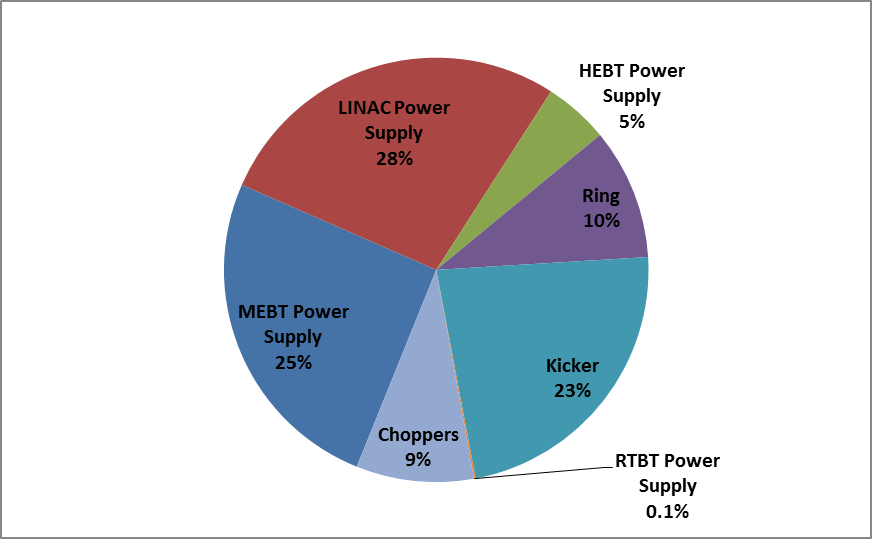 HEBT Power
Supply
5%
LINAC Power
Supply
28%
Ring
10%
MEBT Power
Supply
25%
Kicker
23%
Choppers
9%
RTBT Power
Supply
0.1%